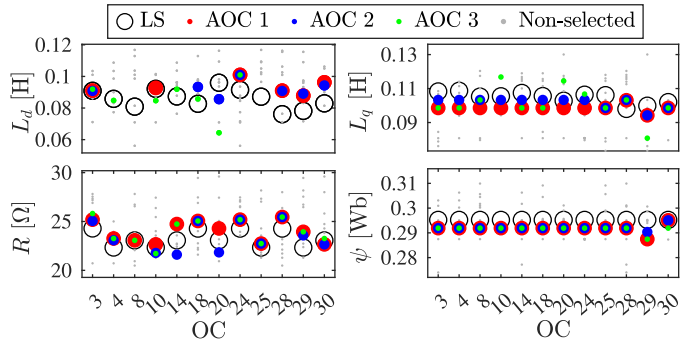 LS AOC 1 AOC 2 AOC 3 Non-selected
L_d [H]
0.12
0.1
0.08
0.06
L_q [H]
0.13
0.11
0.09
R [Ω]
30
25
20
3 4 8 10 14 18 20 24 25 28 29 30
OC
ψ [Wb]
0.31
0.3
0.29
0.28
3 4 8 10 14 18 20 24 25 28 29 30
OC